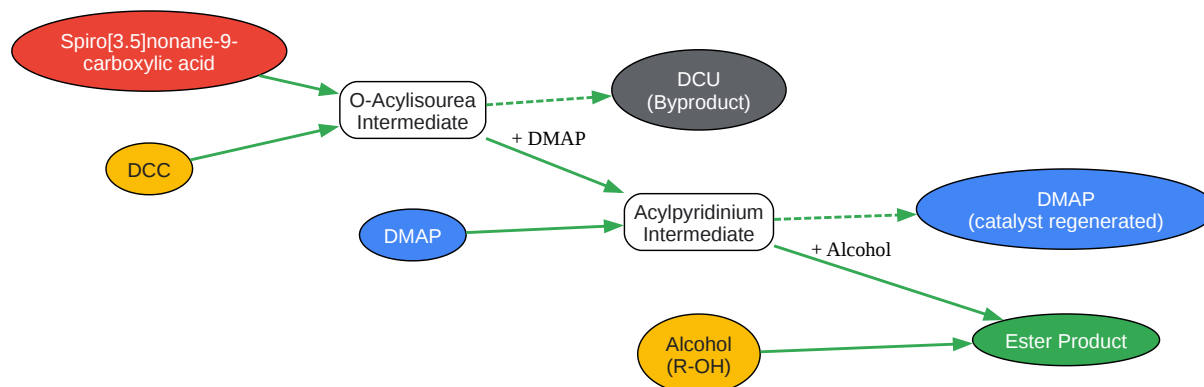 Spiro[3.5]nonane-9-
carboxylic acid
DCC
O-Acylisourea
Intermediate
DCU
(Byproduct)
+ DMAP
DMAP
Acylpyridinium
Intermediate
DMAP
(catalyst regenerated)
+ Alcohol
Alcohol
(R-OH)
Ester Product